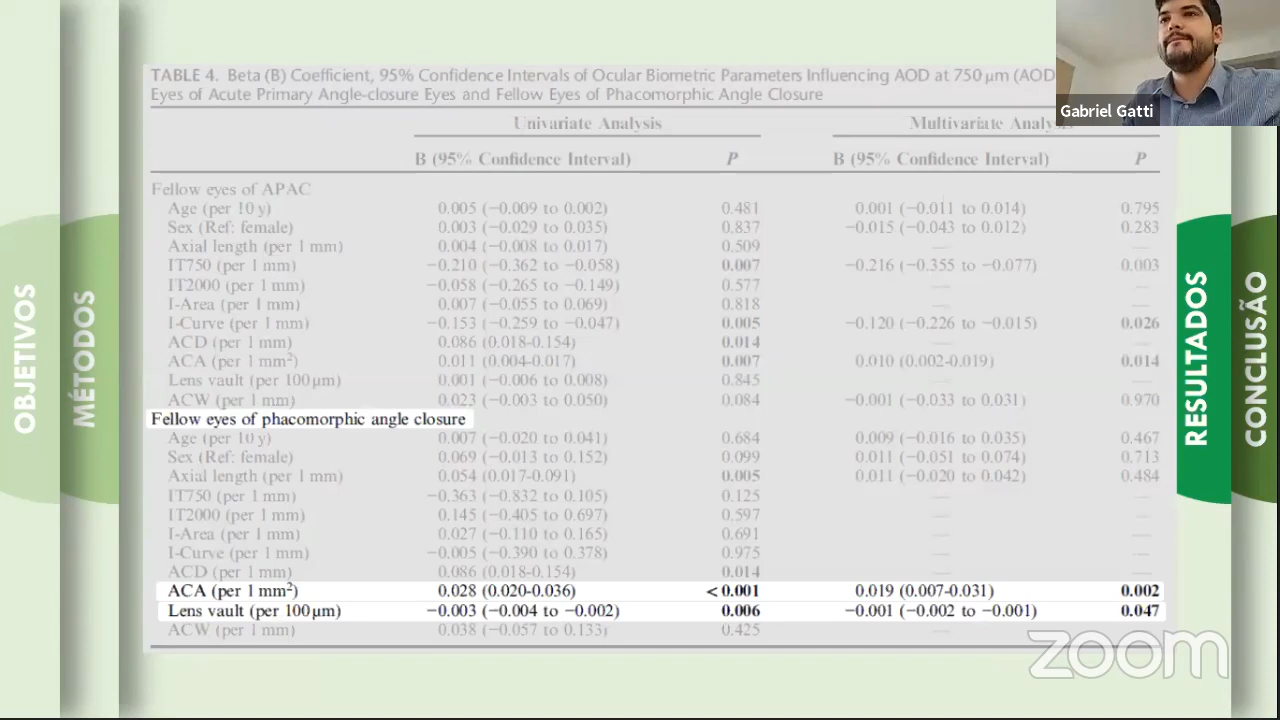 TABLE 4. Beta (B) Coefficient, 95% Confidence Intervals of Ocular Biometric Parameters Influencing AOD at 750 μm (AOD
Eyes of Acute Primary Angle-closure Eyes and Fellow Eyes of Phacomorphic Angle Closure
Gabriel Gatti
Univariate Analysis Multivariate Analysis
B (95% Confidence Interval) P B (95% Confidence Interval) P
Fellow eyes of APAC
Age (per 10 y) 0.005 (−0.009 to 0.002) 0.481 0.001 (−0.011 to 0.014) 0.795
Sex (Ref: female) 0.003 (−0.029 to 0.035) 0.837 −0.015 (−0.043 to 0.012) 0.283
Axial length (per 1 mm) 0.004 (−0.008 to 0.017) 0.509 — —
IT750 (per 1 mm) −0.210 (−0.362 to −0.058) 0.007 −0.216 (−0.355 to −0.077) 0.003
IT2000 (per 1 mm) −0.058 (−0.265 to −0.149) 0.577 — —
I-Area (per 1 mm) 0.007 (−0.055 to 0.069) 0.818 — —
I-Curve (per 1 mm) −0.153 (−0.259 to −0.047) 0.005 −0.120 (−0.226 to −0.015) 0.026
ACD (per 1 mm) 0.086 (0.018-0.154) 0.014 — —
ACA (per 1 mm²) 0.011 (0.004-0.017) 0.007 0.010 (0.002-0.019) 0.014
Lens vault (per 100 μm) 0.001 (−0.006 to 0.008) 0.845 — —
ACW (per 1 mm) 0.023 (−0.003 to 0.050) 0.084 −0.001 (−0.033 to 0.031) 0.970
Fellow eyes of phacomorphic angle closure
Age (per 10 y) 0.007 (−0.020 to 0.041) 0.684 0.009 (−0.016 to 0.035) 0.467
Sex (Ref: female) 0.069 (−0.013 to 0.152) 0.099 0.011 (−0.051 to 0.074) 0.713
Axial length (per 1 mm) 0.054 (0.017-0.091) 0.005 0.011 (−0.020 to 0.042) 0.484
IT750 (per 1 mm) −0.363 (−0.832 to 0.105) 0.125 — —
IT2000 (per 1 mm) 0.145 (−0.405 to 0.697) 0.597 — —
I-Area (per 1 mm) 0.027 (−0.110 to 0.165) 0.691 — —
I-Curve (per 1 mm) −0.005 (−0.390 to 0.378) 0.975 — —
ACD (per 1 mm) 0.086 (0.018-0.154) 0.014 — —
ACA (per 1 mm²) 0.028 (0.020-0.036) < 0.001 0.019 (0.007-0.031) 0.002
Lens vault (per 100 μm) −0.003 (−0.004 to −0.002) 0.006 −0.001 (−0.002 to −0.001) 0.047
ACW (per 1 mm) 0.038 (−0.057 to 0.133) 0.425 — —
OBJETIVOS
MÉTODOS
RESULTADOS
CONCLUSÃO
zoom